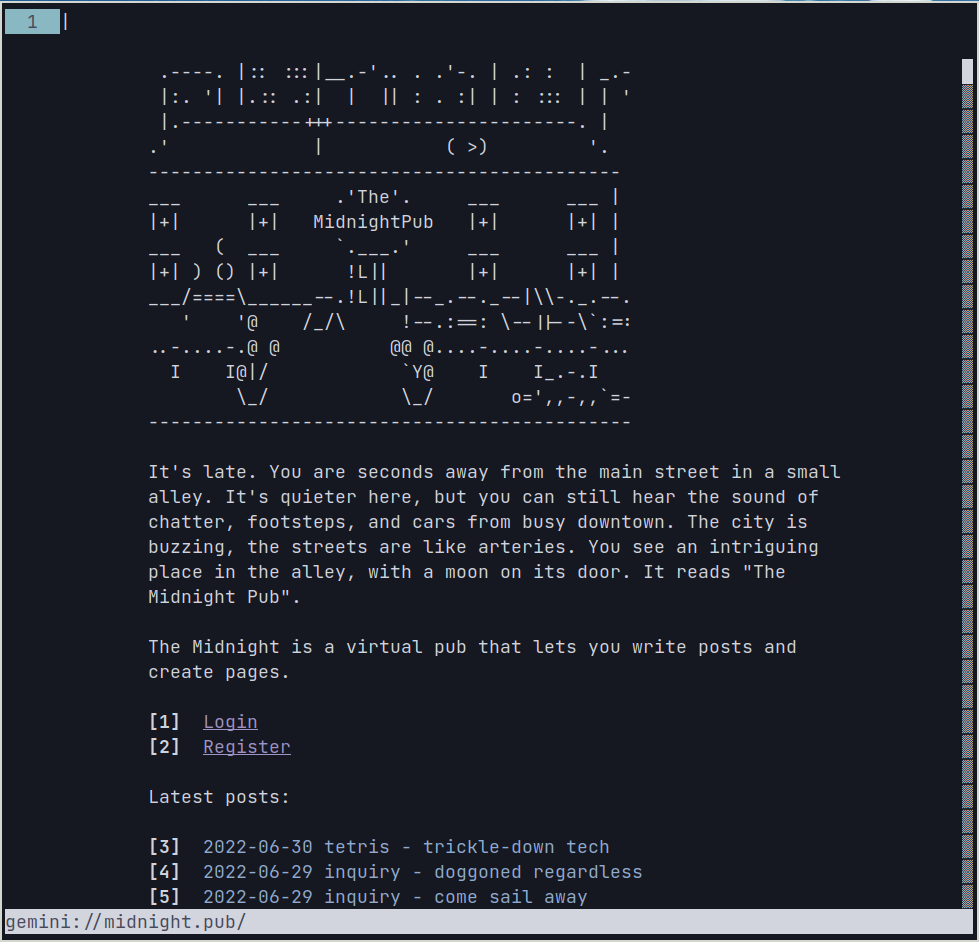 1
 .----. |:: :::|__.-'.. . .'-. | .: :  | _.-
 |:. '| |.:: .:|  |  || : . :| | : ::: | | '
 |.-----------+++----------------------. |
.'             |           ( >)         '.
-------------------------------------------
___      ___     .'The'.     ___      ___ |
|+|      |+|   MidnightPub   |+|      |+| |
___   (  ___     `.___.'     ___      ___ |
|+| ) () |+|      !L||       |+|      |+| |
___/====\______--.!L||_|--_.--._--|\\-._.--.
   '    '@    /_/\     !--.:==: \--||--\`:=:
..-....-.@ @          @@ @....-....-....-...
  I    I@|/            `Y@    I    I_.-.I
        \_/            \_/       o=',,-,,`=-
--------------------------------------------
It's late. You are seconds away from the main street in a small
alley. It's quieter here, but you can still hear the sound of
chatter, footsteps, and cars from busy downtown. The city is
buzzing, the streets are like arteries. You see an intriguing
place in the alley, with a moon on its door. It reads "The
Midnight Pub".
The Midnight is a virtual pub that lets you write posts and
create pages.
[1]  Login
[2]  Register
Latest posts:
[3]  2022-06-30 tetris - trickle-down tech
[4]  2022-06-29 inquiry - doggoned regardless
[5]  2022-06-29 inquiry - come sail away
gemini://midnight.pub/